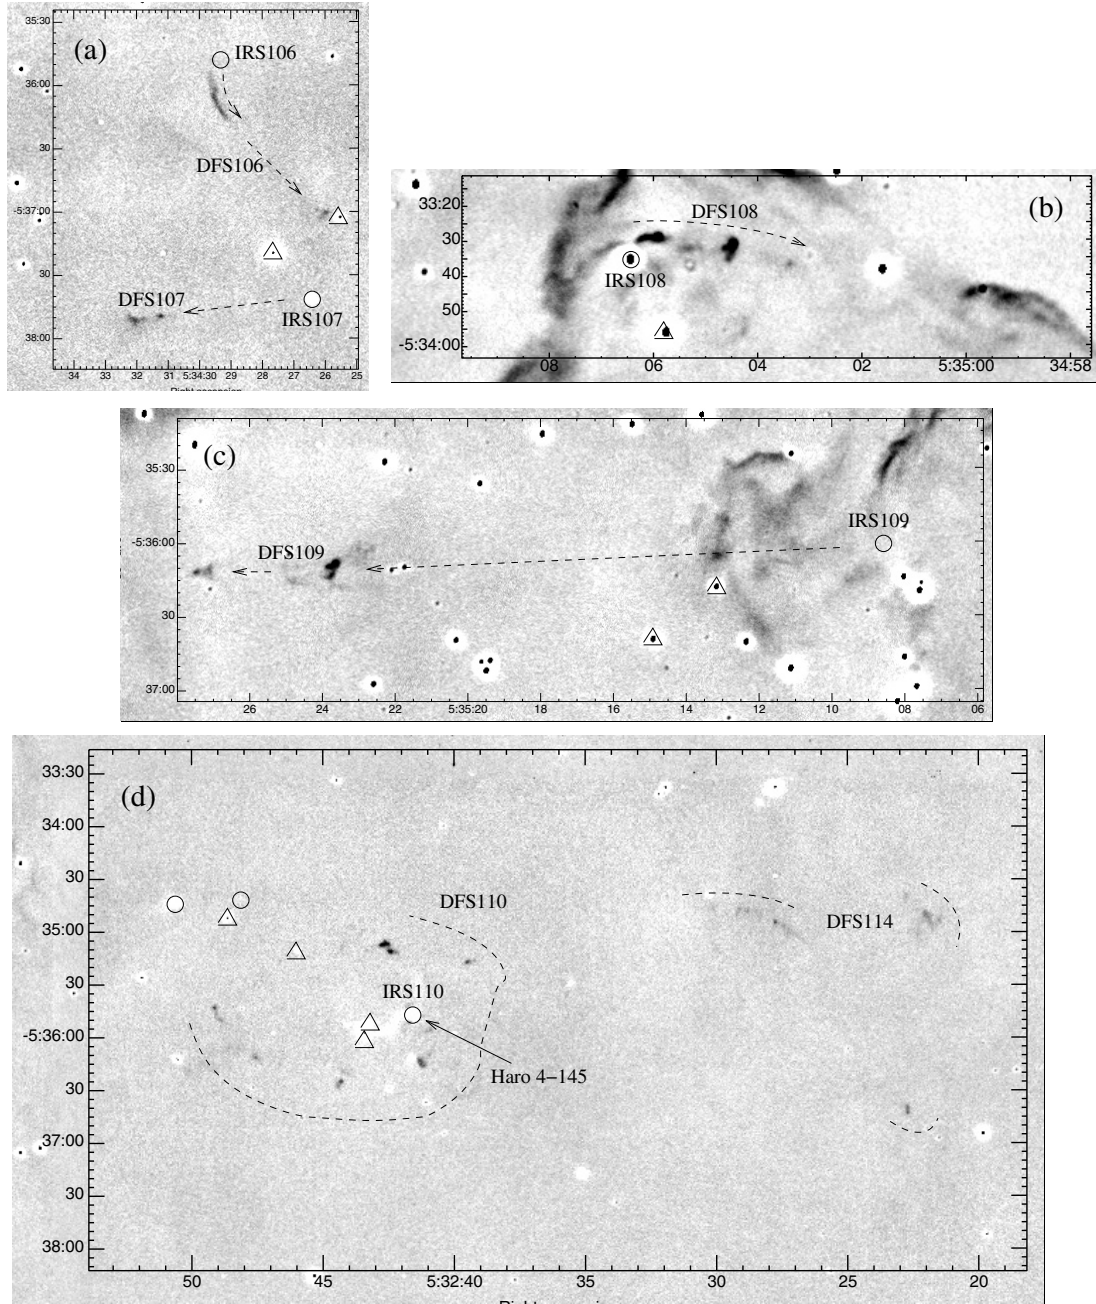 (a)
35:30
36:00
30
-5:37:00
30
38:00
IRS106
DFS106
DFS107
IRS107
34 33 32 31 5:34:30 29 28 27 26 25
(b)
33:20
30
40
50
-5:34:00
DFS108
IRS108
08 06 04 02 5:35:00 34:58
(c)
35:30
-5:36:00
30
37:00
IRS109
DFS109
26 24 22 5:35:20 18 16 14 12 10 08 06
(d)
33:30
34:00
30
35:00
30
-5:36:00
30
37:00
30
38:00
DFS110
DFS114
IRS110
Haro 4−145
50 45 5:32:40 35 30 25 20